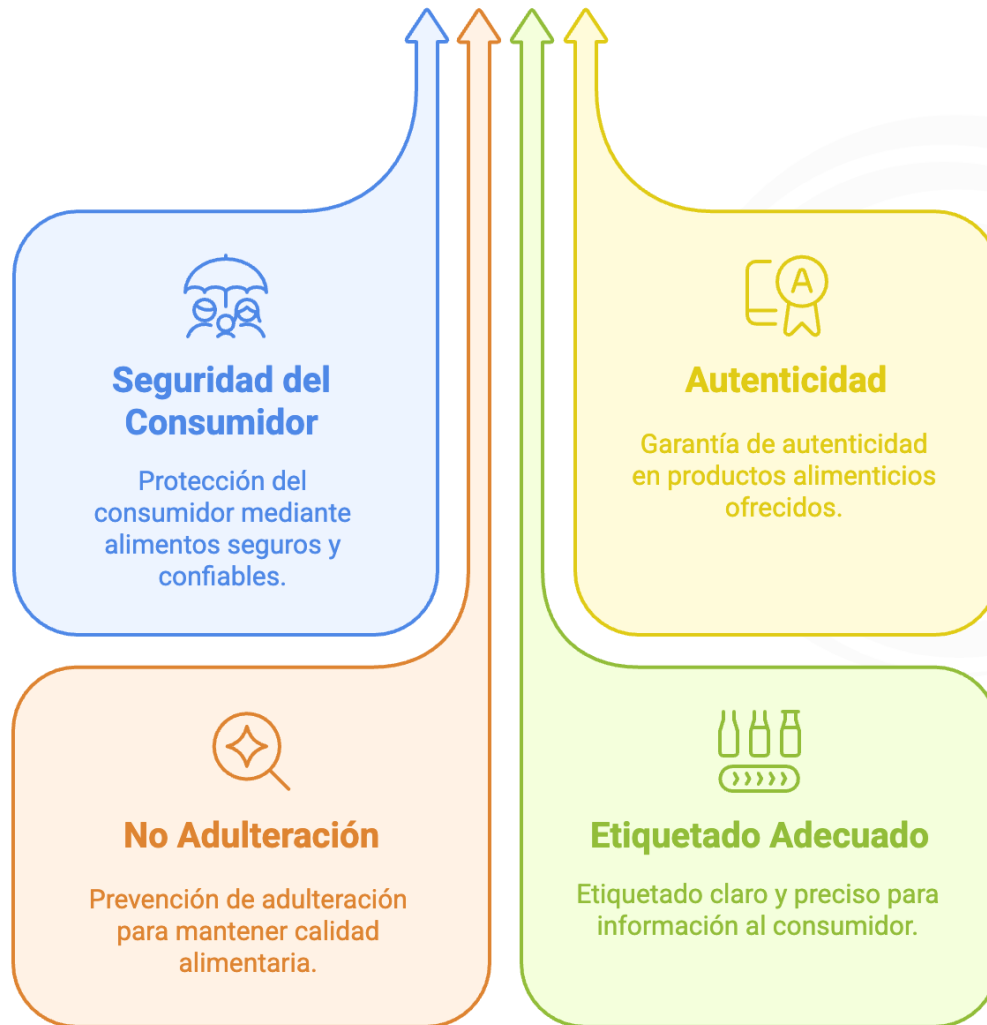 Seguridad del
Consumidor
Protección del
consumidor mediante
alimentos seguros y
confiables.
A
Autenticidad
Garantía de autenticidad
en productos alimenticios
ofrecidos.
No Adulteración
Prevención de adulteración
para mantener calidad
alimentaria.
Etiquetado Adecuado
Etiquetado claro y preciso para
información al consumidor.